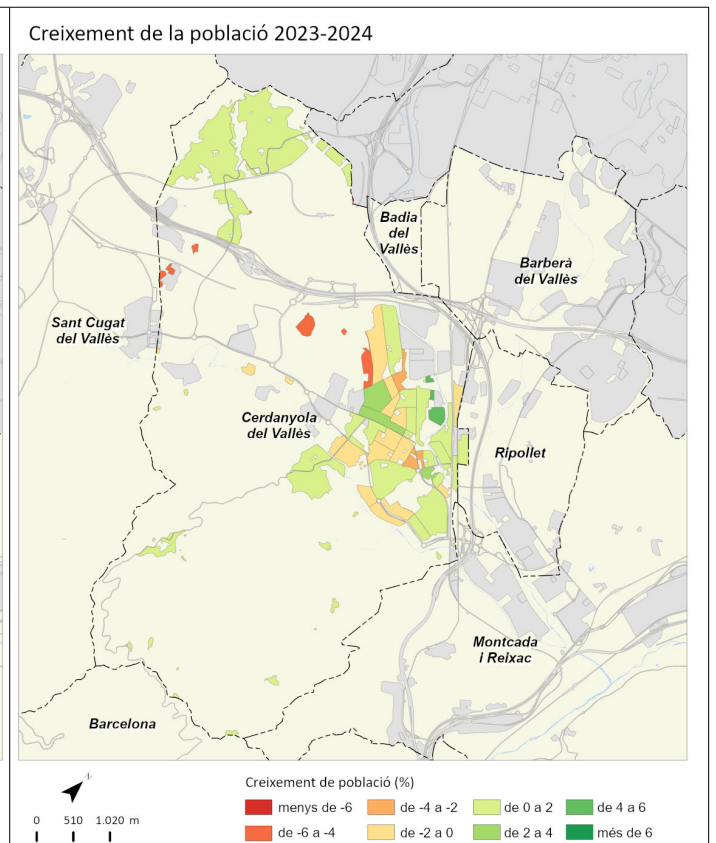 Creixement de la població 2023-2024
Badia
del
Vallès
Barberà
del Vallès
Sant Cugat
del Vallès
Cerdanyola
del Vallès
Ripollet
Montcada
i Reixac
Barcelona
N
Creixement de població (%)
menys de -6
de -4 a -2
de 0 a 2
de 4 a 6
0 510 1.020 m
de -6 a -4
de -2 a 0
de 2 a 4
més de 6